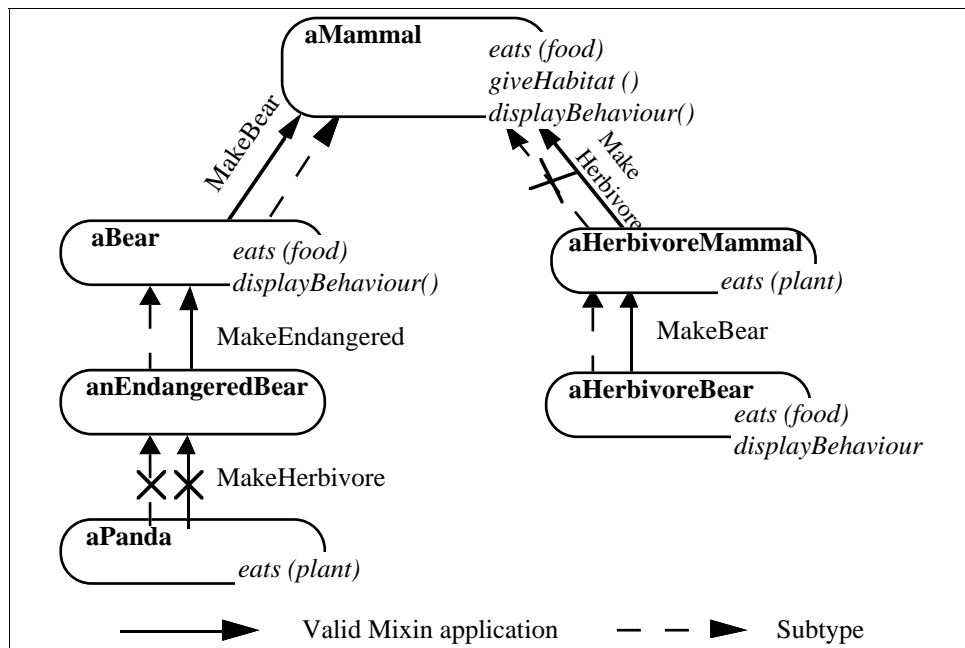 aMammal
eats (food)
giveHabitat ()
displayBehaviour()
MakeBear
Make
Herbivore
aBear
eats (food)
displayBehaviour()
aHerbivoreMammal
eats (plant)
MakeEndangered
MakeBear
anEndangeredBear
aHerbivoreBear
eats (food)
displayBehaviour
MakeHerbivore
aPanda
eats (plant)
Valid Mixin application
Subtype